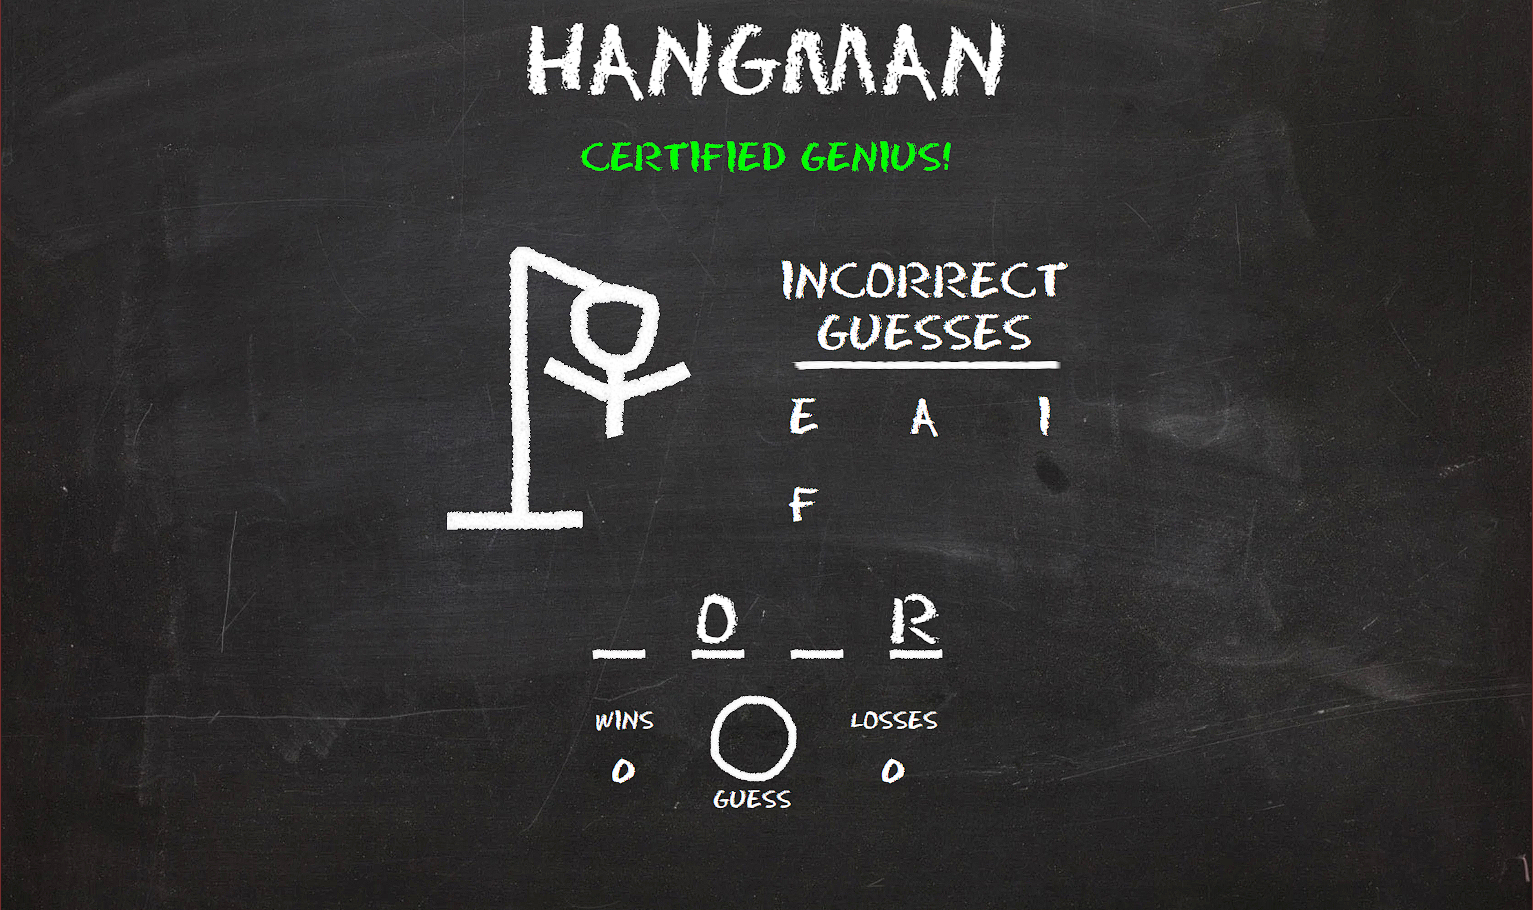 HANGMAN
CERTIFIED GENIUS!
INCORRECT
GUESSES
E A I
F
_ O _ R
WINS
0
GUESS
LOSSES
0